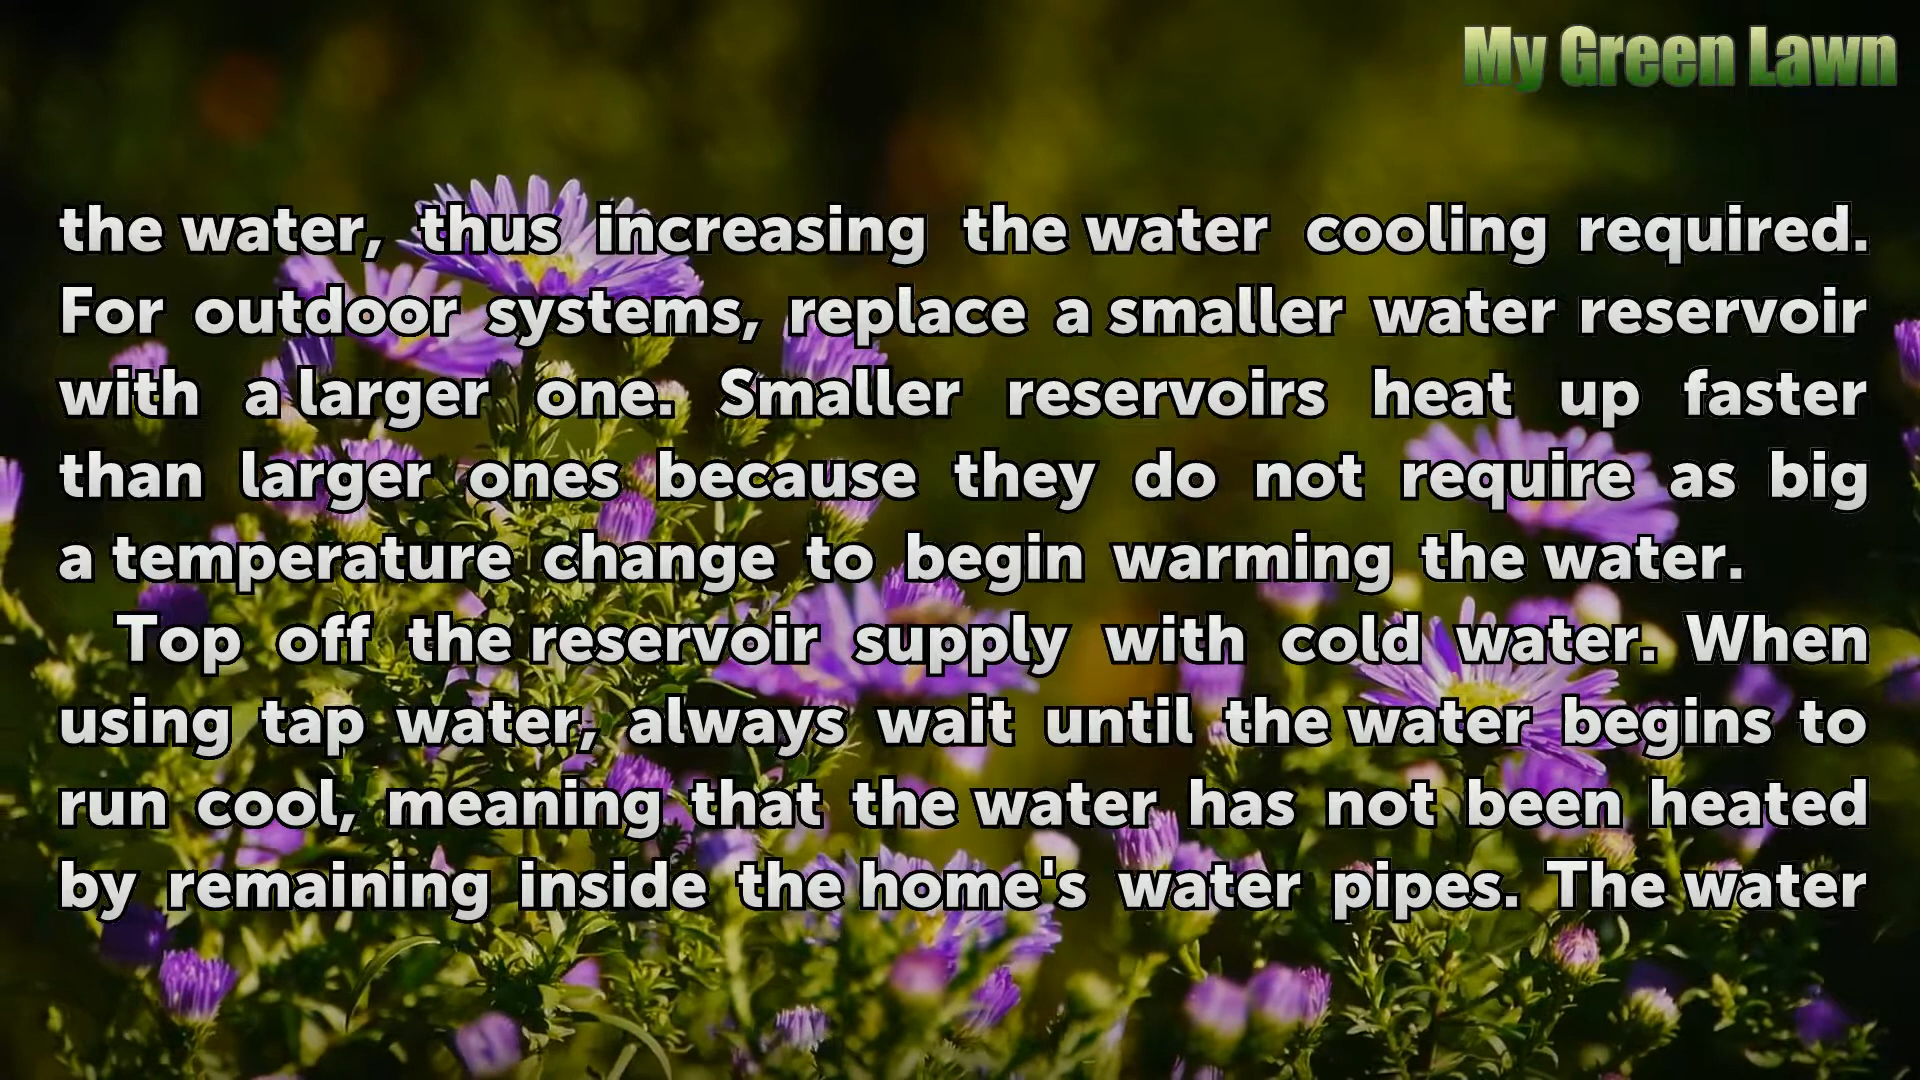 My Green Lawn
the water, thus increasing the water cooling required.
For outdoor systems, replace a smaller water reservoir
with a larger one. Smaller reservoirs heat up faster
than larger ones because they do not require as big
a temperature change to begin warming the water.
Top off the reservoir supply with cold water. When
using tap water, always wait until the water begins to
run cool, meaning that the water has not been heated
by remaining inside the home's water pipes. The water